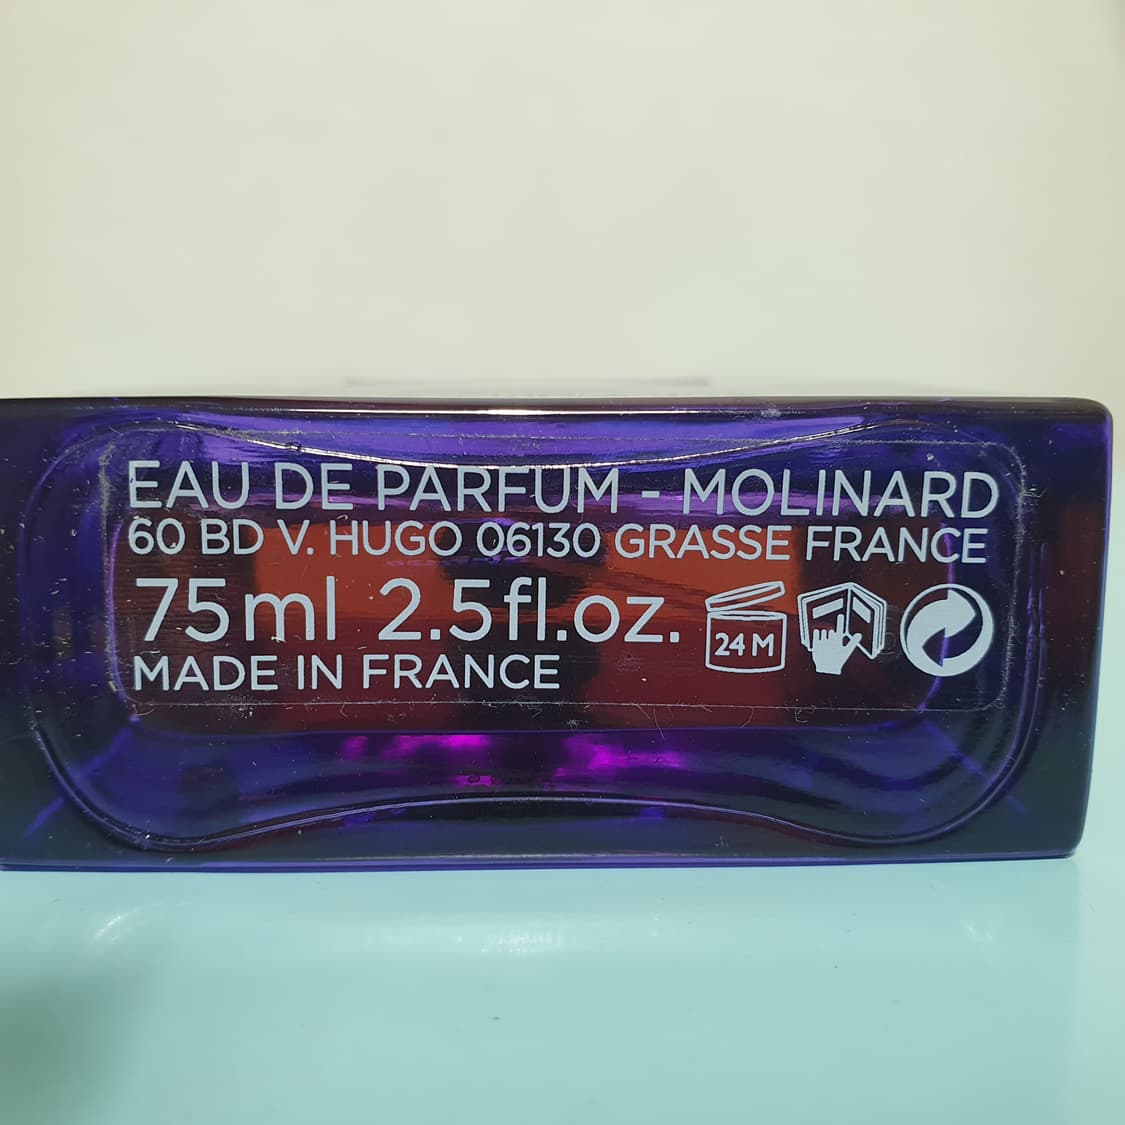 EAU DE PARFUM - MOLINARD
60 BD V. HUGO 06130 GRASSE FRANCE
75ml 2.5fl.oz.
24 M
MADE IN FRANCE